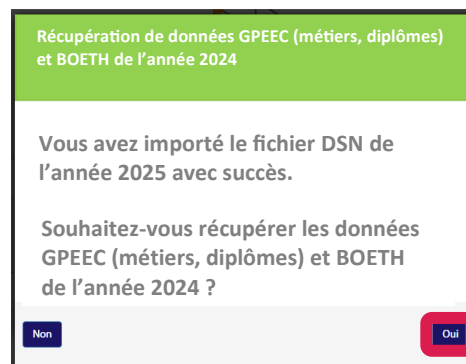 Récupération de données GPEEC (métiers, diplômes)
et BOETH de l’année 2024
Vous avez importé le fichier DSN de
l’année 2025 avec succès.
Souhaitez-vous récupérer les données
GPEEC (métiers, diplômes) et BOETH
de l’année 2024 ?
Non
Oui